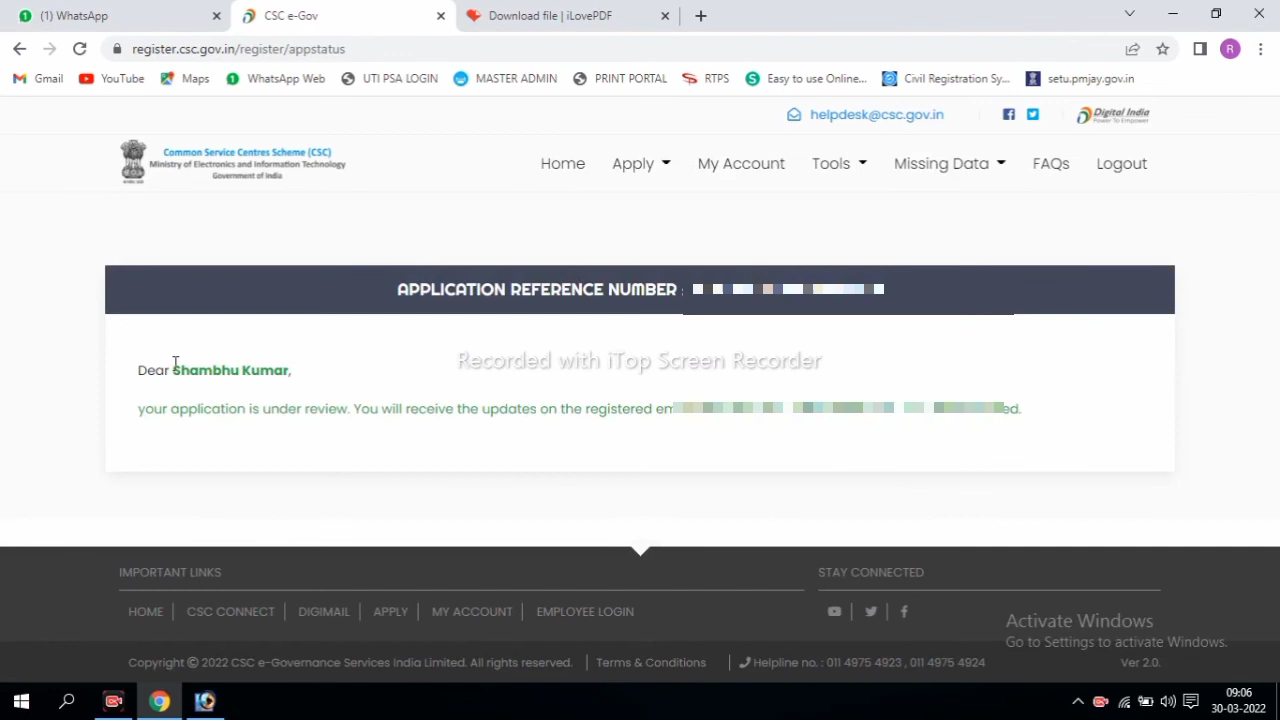 (1) WhatsApp
CSC e-Gov
Download file | iLovePDF
register.csc.gov.in/register/appstatus
R
Gmail
YouTube
Maps
WhatsApp Web
UTI PSA LOGIN
MASTER ADMIN
PRINT PORTAL
RTPS
Easy to use Online...
Civil Registration Sy...
setu.pmjay.gov.in
helpdesk@csc.gov.in
Digital India
Power To Empower
Common Service Centres Scheme (CSC)
Ministry of Electronics and Information Technology
Government of India
Home
Apply
My Account
Tools
Missing Data
FAQs
Logout
APPLICATION REFERENCE NUMBER :
Recorded with iTop Screen Recorder
Dear Shambhu Kumar,
your application is under review. You will receive the updates on the registered
IMPORTANT LINKS
STAY CONNECTED
HOME | CSC CONNECT | DIGIMAIL | APPLY | MY ACCOUNT | EMPLOYEE LOGIN
Activate Windows
Go to Settings to activate Windows.
Copyright © 2022 CSC e-Governance Services India Limited. All rights reserved. | Terms & Conditions | Helpline no. : 011 4975 4923 , 011 4975 4924
Ver 2.0.
09:06
30-03-2022